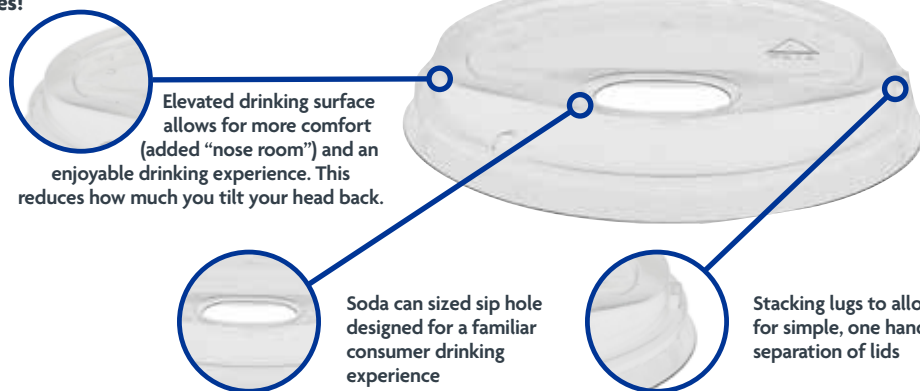 es!
Elevated drinking surface
allows for more comfort
(added “nose room”) and an
enjoyable drinking experience. This
reduces how much you tilt your head back.
Soda can sized sip hole
designed for a familiar
consumer drinking
experience
Stacking lugs to allo
for simple, one hand
separation of lids